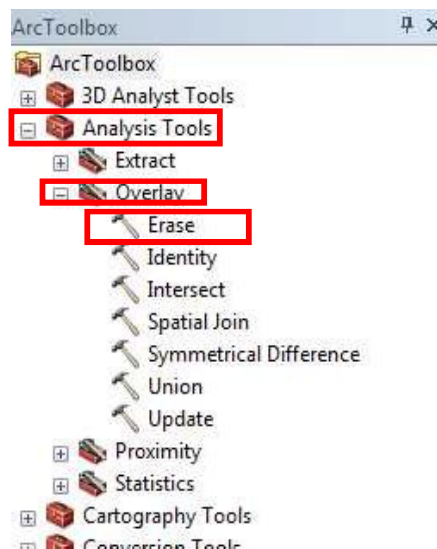 ArcToolbox
ArcToolbox
3D Analyst Tools
Analysis Tools
Extract
Overlay
Erase
Identity
Intersect
Spatial Join
Symmetrical Difference
Union
Update
Proximity
Statistics
Cartography Tools
Conversion Tools